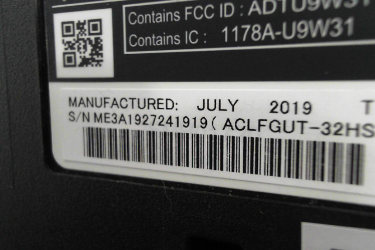 Contains FCC ID : ADTU9W31
Contains IC : 1178A-U9W31
MANUFACTURED: JULY 2019 T
S/N ME3A1927241919 ( ACLFGUT-32HS